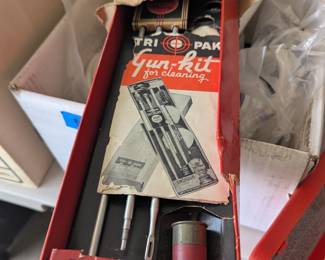 TRI PAK
Gun-kit
for cleaning